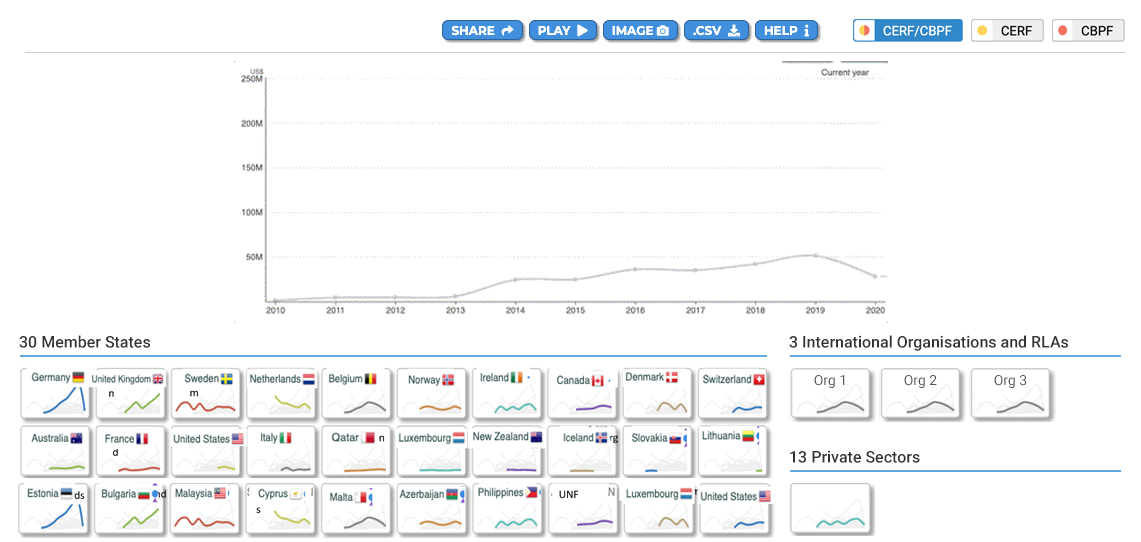 SHARE PLAY IMAGE .CSV HELP CERF/CBPF CERF CBPF
US$
Current year
250M
200M
150M
100M
50M
2010 2011 2012 2013 2014 2015 2016 2017 2018 2019 2020
30 Member States
Germany United Kingdom Sweden Netherlands Belgium Norway Ireland Canada Denmark Switzerland
n m
Australia France United States Italy Qatar n Luxembourg New Zealand Iceland rg Slovakia Lithuania
d
Estonia ds Bulgaria nd Malaysia Cyprus Malta Azerbaijan Philippines UNF N Luxembourg United States
s
3 International Organisations and RLAs
Org 1 Org 2 Org 3
13 Private Sectors